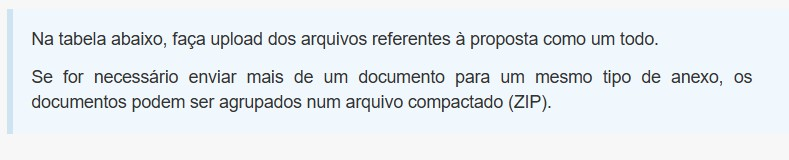 Na tabela abaixo, faça upload dos arquivos referentes à proposta como um todo.
Se for necessário enviar mais de um documento para um mesmo tipo de anexo, os
documentos podem ser agrupados num arquivo compactado (ZIP).